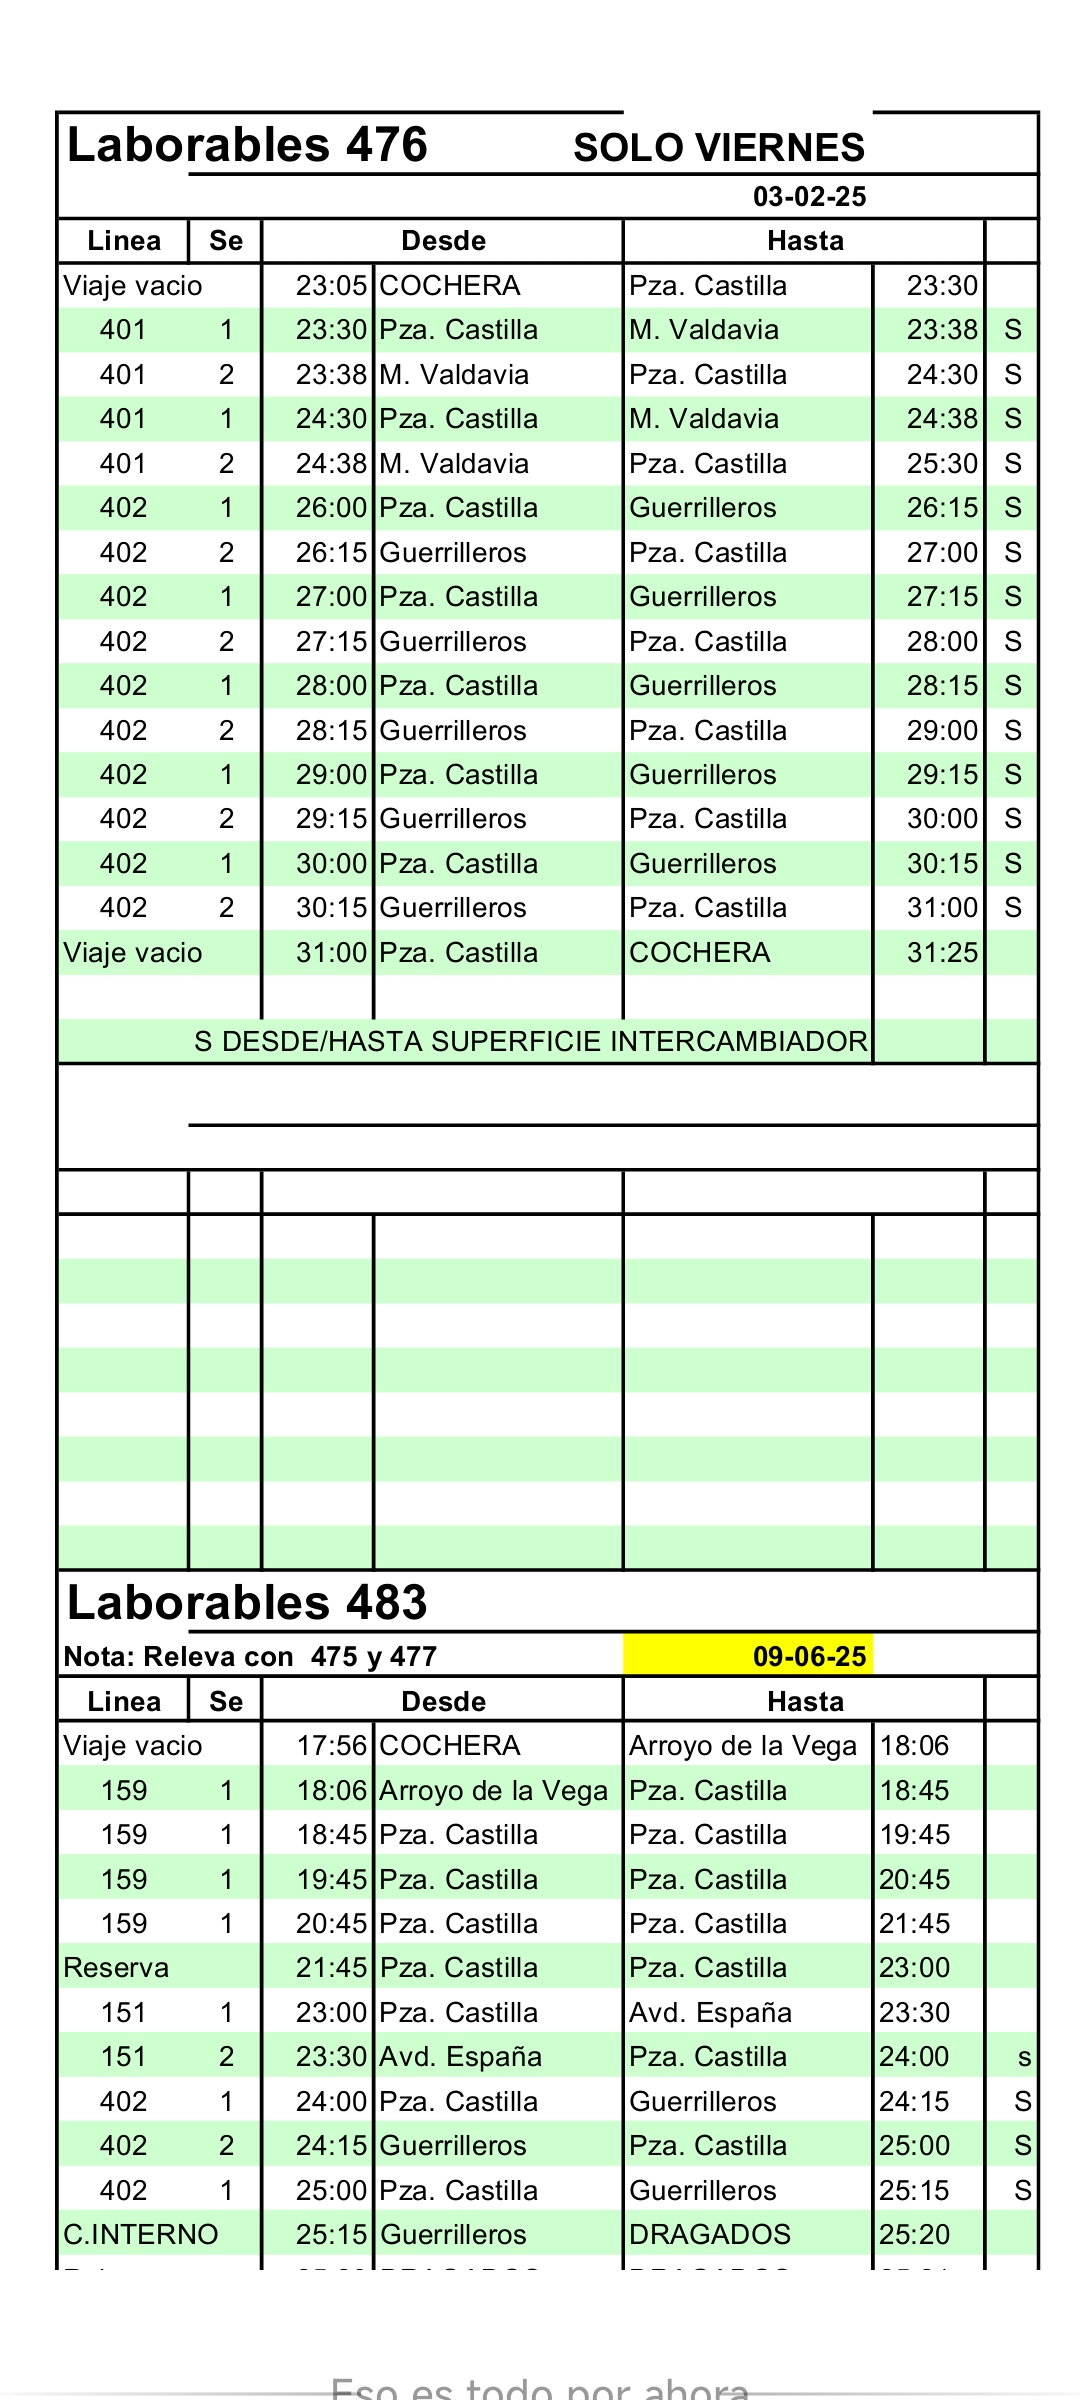 Laborables 476 SOLO VIERNES
03-02-25
Linea Se Desde Hasta
Viaje vacio 23:05 COCHERA Pza. Castilla 23:30
401 1 23:30 Pza. Castilla M. Valdavia 23:38 S
401 2 23:38 M. Valdavia Pza. Castilla 24:30 S
401 1 24:30 Pza. Castilla M. Valdavia 24:38 S
401 2 24:38 M. Valdavia Pza. Castilla 25:30 S
402 1 26:00 Pza. Castilla Guerrilleros 26:15 S
402 2 26:15 Guerrilleros Pza. Castilla 27:00 S
402 1 27:00 Pza. Castilla Guerrilleros 27:15 S
402 2 27:15 Guerrilleros Pza. Castilla 28:00 S
402 1 28:00 Pza. Castilla Guerrilleros 28:15 S
402 2 28:15 Guerrilleros Pza. Castilla 29:00 S
402 1 29:00 Pza. Castilla Guerrilleros 29:15 S
402 2 29:15 Guerrilleros Pza. Castilla 30:00 S
402 1 30:00 Pza. Castilla Guerrilleros 30:15 S
402 2 30:15 Guerrilleros Pza. Castilla 31:00 S
Viaje vacio 31:00 Pza. Castilla COCHERA 31:25
S DESDE/HASTA SUPERFICIE INTERCAMBIADOR
Laborables 483
Nota: Releva con 475 y 477 09-06-25
Linea Se Desde Hasta
Viaje vacio 17:56 COCHERA Arroyo de la Vega 18:06
159 1 18:06 Arroyo de la Vega Pza. Castilla 18:45
159 1 18:45 Pza. Castilla Pza. Castilla 19:45
159 1 19:45 Pza. Castilla Pza. Castilla 20:45
159 1 20:45 Pza. Castilla Pza. Castilla 21:45
Reserva 21:45 Pza. Castilla Pza. Castilla 23:00
151 1 23:00 Pza. Castilla Avd. España 23:30
151 2 23:30 Avd. España Pza. Castilla 24:00 s
402 1 24:00 Pza. Castilla Guerrilleros 24:15 S
402 2 24:15 Guerrilleros Pza. Castilla 25:00 S
402 1 25:00 Pza. Castilla Guerrilleros 25:15 S
C.INTERNO 25:15 Guerrilleros DRAGADOS 25:20
DRAGADOS DRAGADOS
Eso es todo por ahora